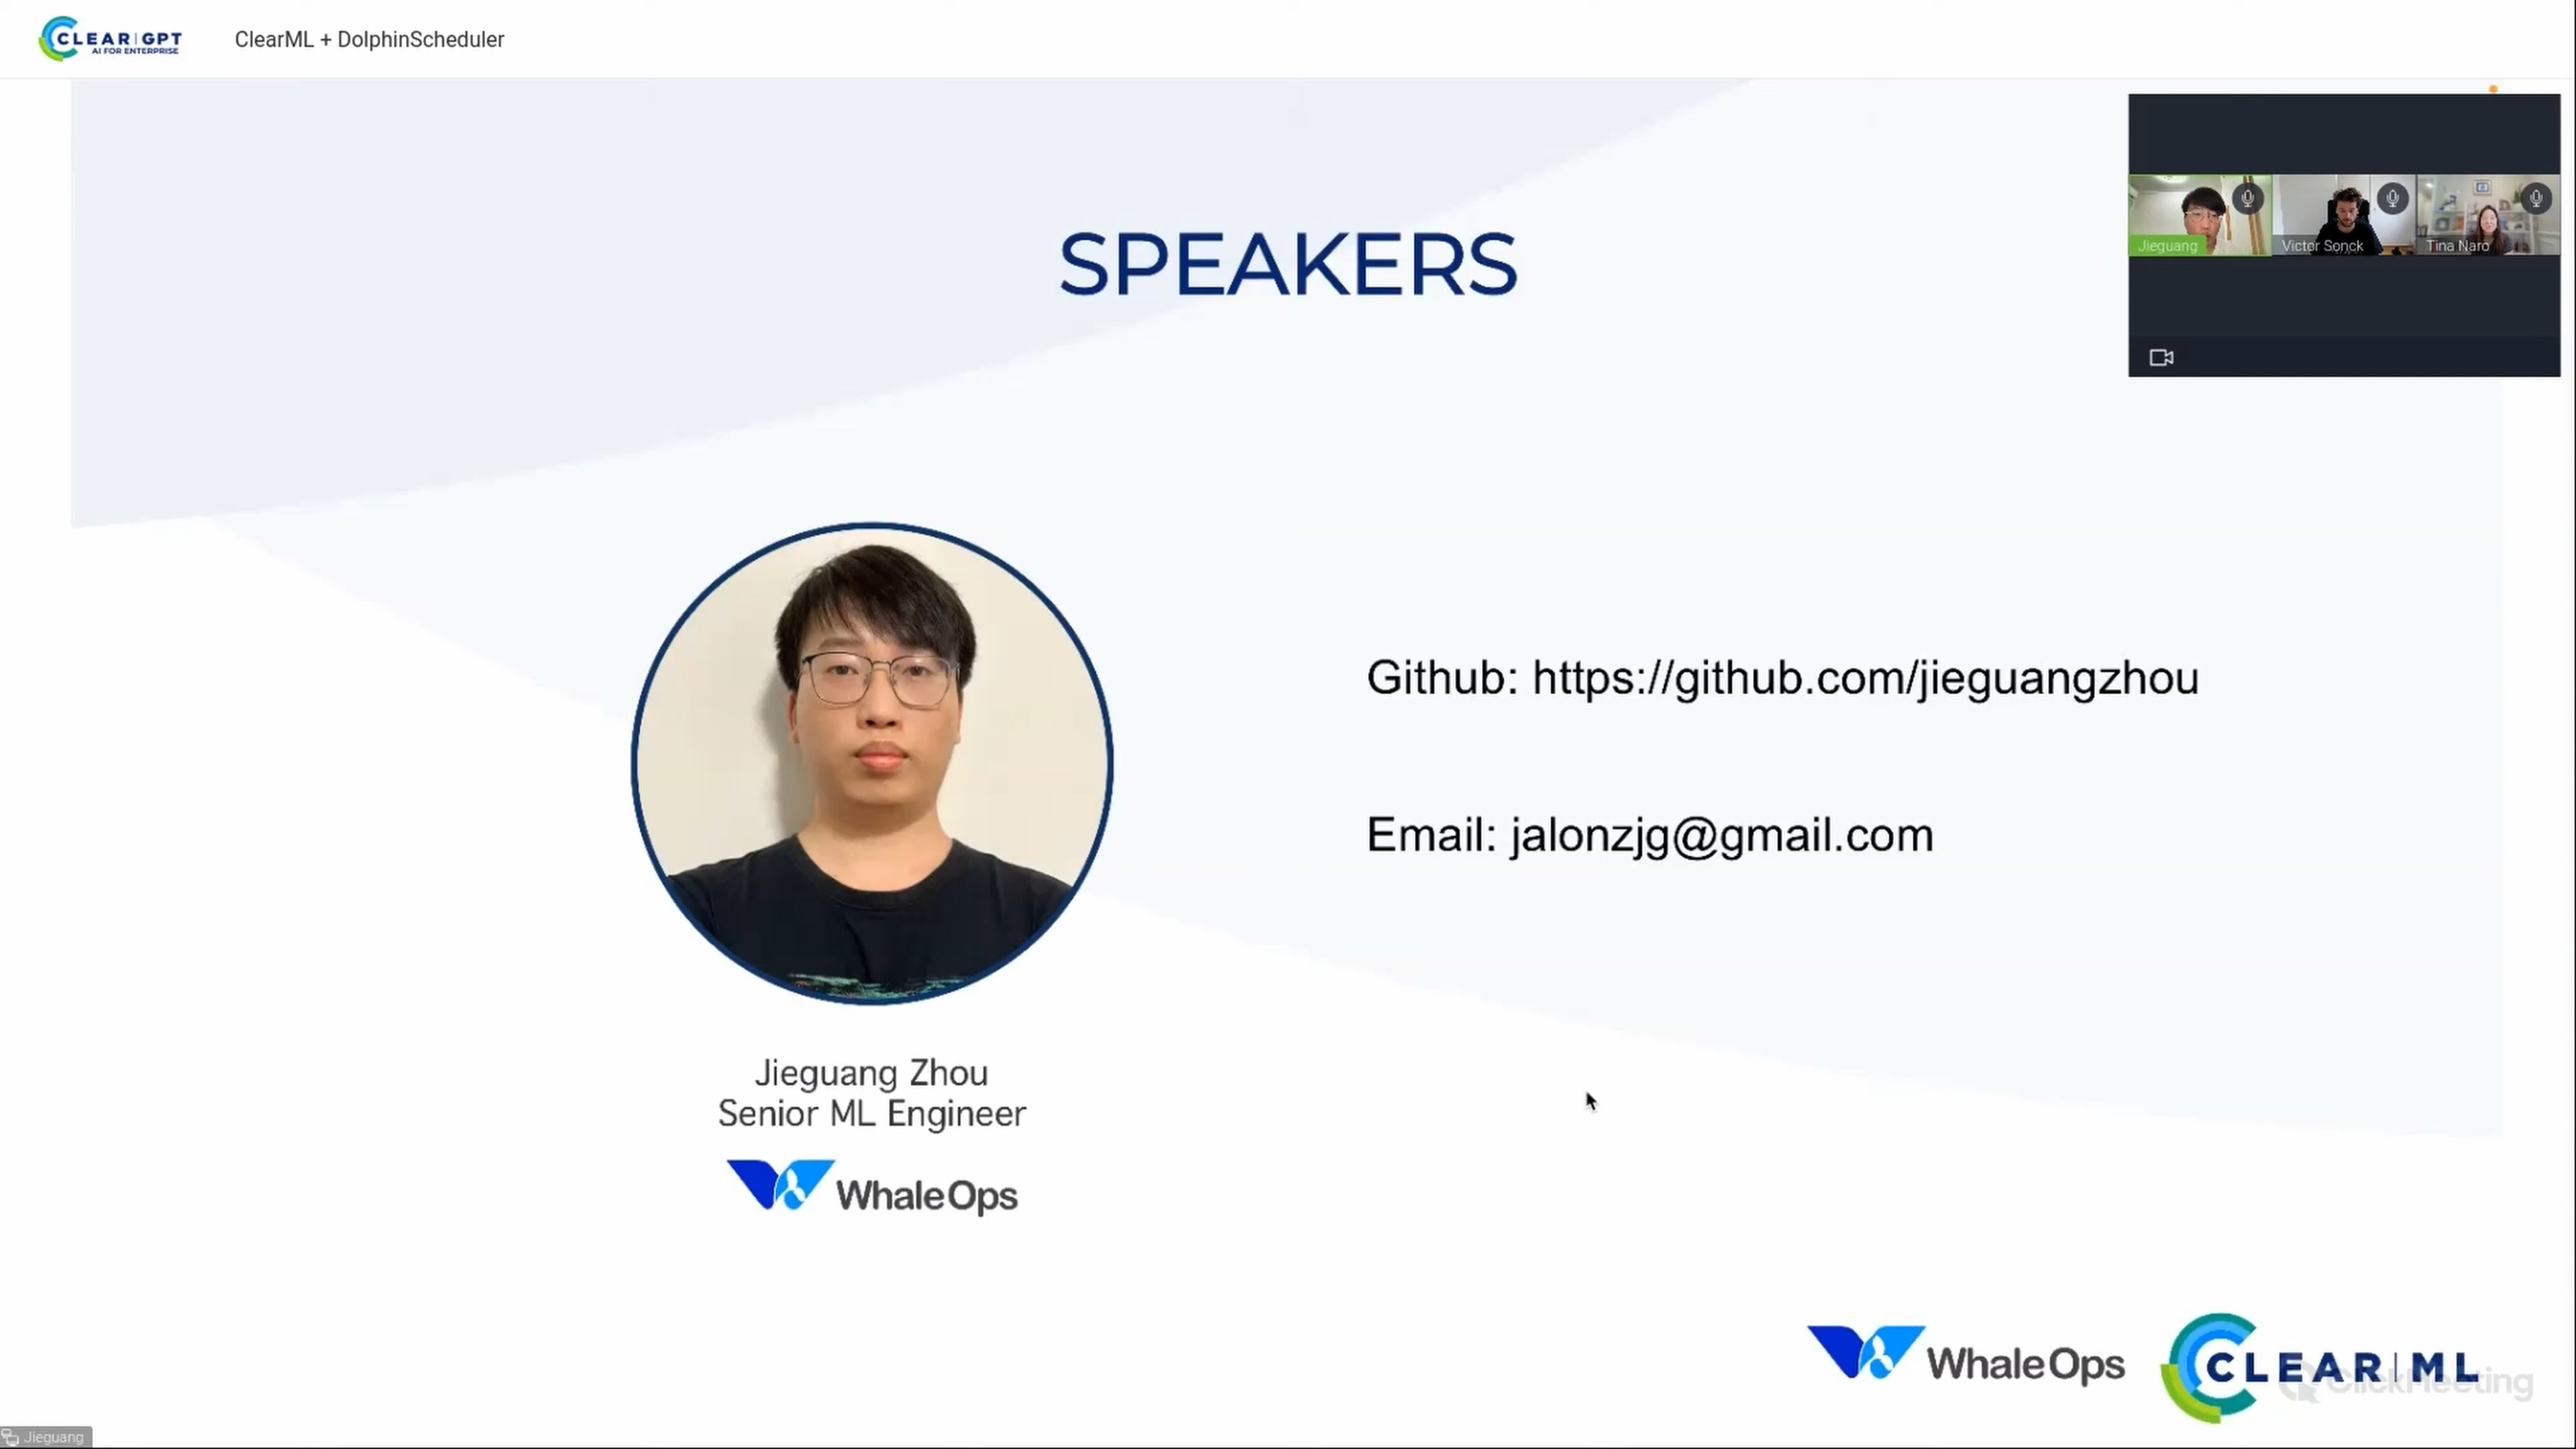 CLEAR|GPT
AI FOR ENTERPRISE
ClearML + DolphinScheduler
SPEAKERS
Jieguang
Victor Sonck
Tina Naro
Github: https://github.com/jieguangzhou
Email: jalonzjg@gmail.com
Jieguang Zhou
Senior ML Engineer
WhaleOps
WhaleOps
CLEAR|ML
ClickMeeting
Jieguang